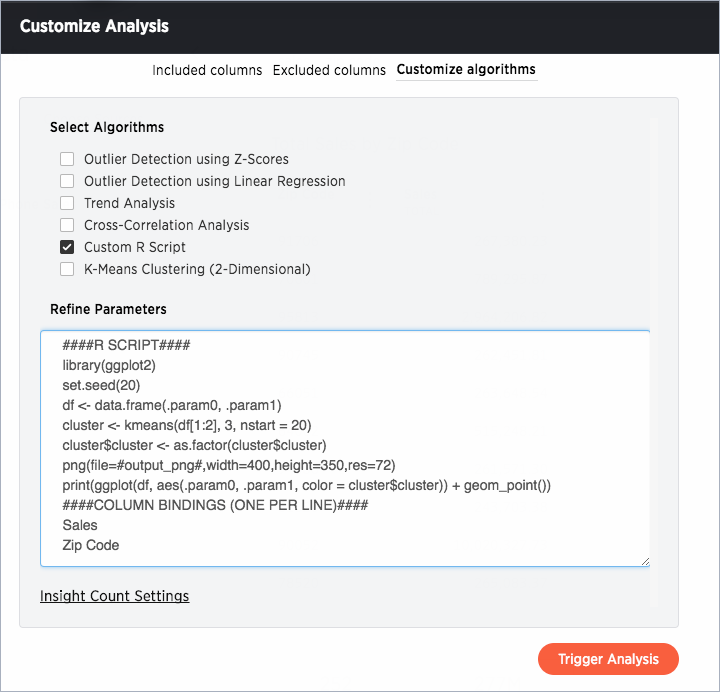 Customize Analysis
Included columns Excluded columns Customize algorithms
Select Algorithms
Outlier Detection using Z-Scores
Outlier Detection using Linear Regression
Trend Analysis
Cross-Correlation Analysis
Custom R Script
K-Means Clustering (2-Dimensional)
Refine Parameters
####R SCRIPT####
library(ggplot2)
set.seed(20)
df <- data.frame(.param0, .param1)
cluster <- kmeans(df[1:2], 3, nstart = 20)
cluster$cluster <- as.factor(cluster$cluster)
png(file=#output_png#,width=400,height=350,res=72)
print(ggplot(df, aes(.param0, .param1, color = cluster$cluster)) + geom_point())
####COLUMN BINDINGS (ONE PER LINE)####
Sales
Zip Code
Insight Count Settings
Trigger Analysis